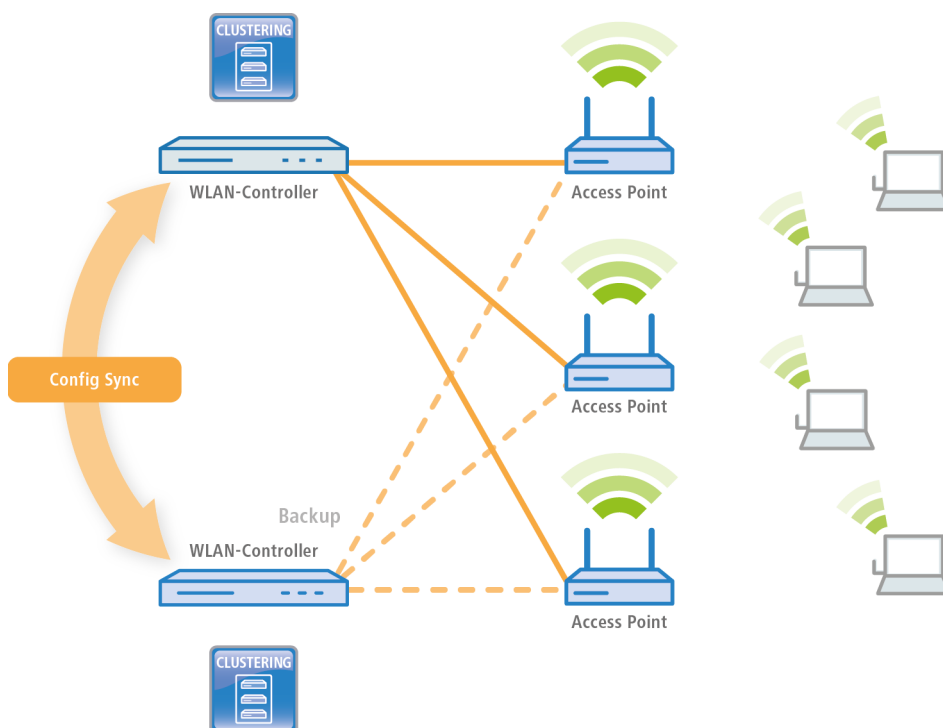 CLUSTERING
WLAN-Controller
Access Point
Config Sync
Access Point
Backup
WLAN-Controller
Access Point
CLUSTERING